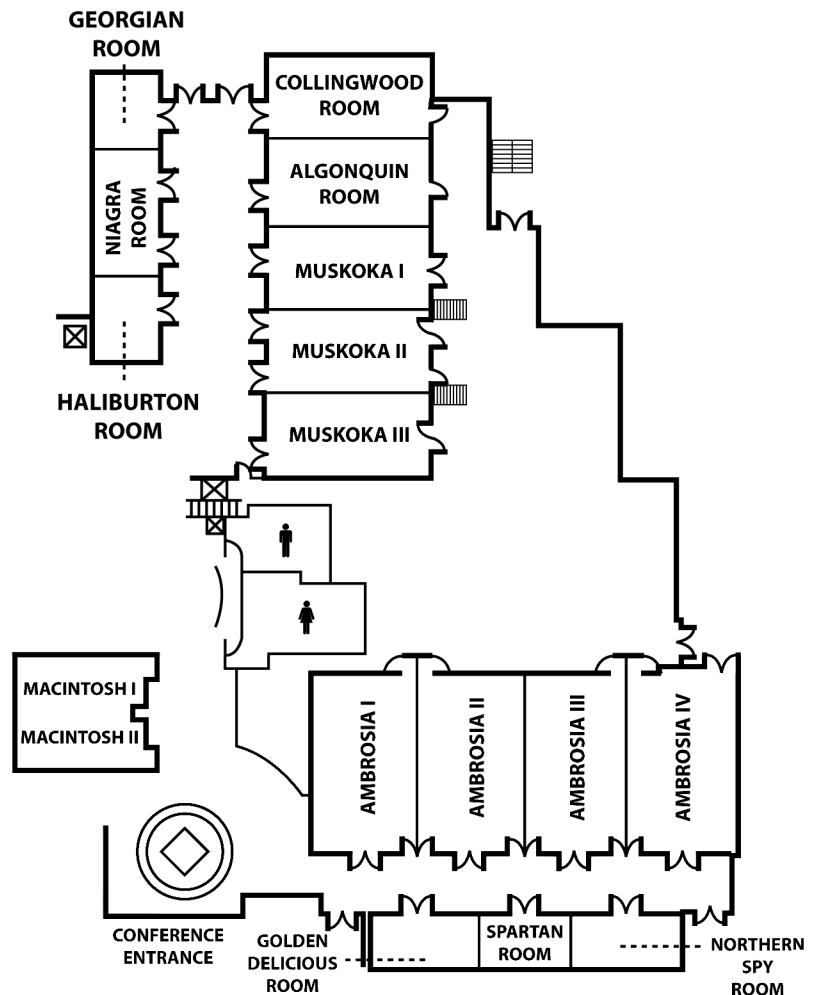 GEORGIAN
ROOM
COLLINGWOOD
ROOM
ALGONQUIN
ROOM
NIAGRA
ROOM
MUSKOKA I
MUSKOKA II
HALIBURTON
ROOM
MUSKOKA III
MACINTOSH I
MACINTOSH II
AMBROSIA I
AMBROSIA II
AMBROSIA III
AMBROSIA IV
CONFERENCE
ENTRANCE
GOLDEN
DELICIOUS
ROOM
SPARTAN
ROOM
NORTHERN
SPY
ROOM